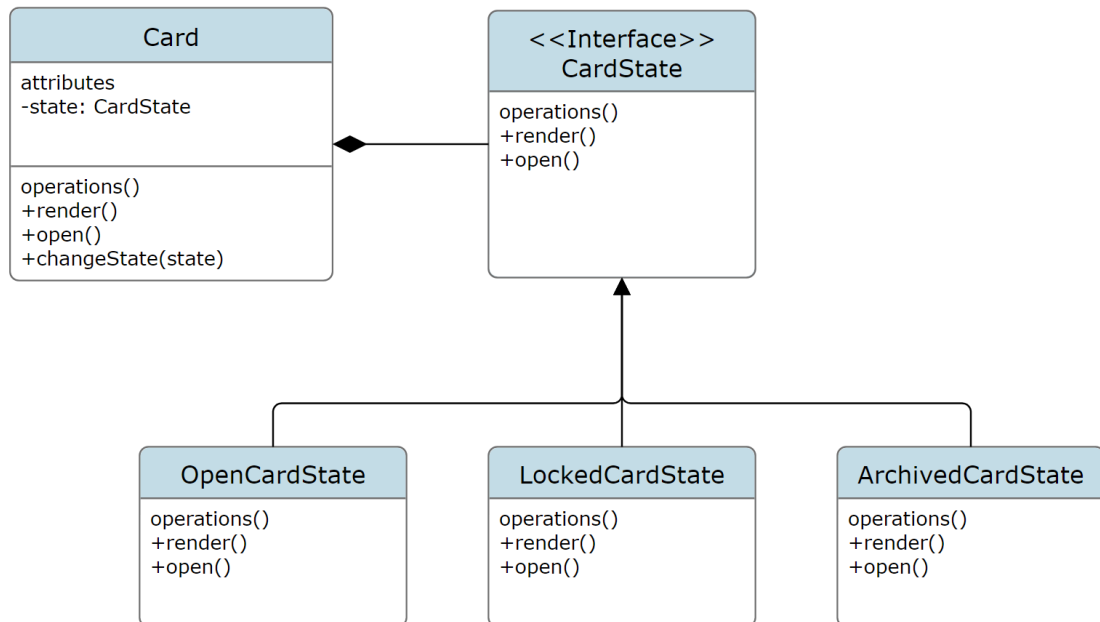 Card
attributes
-state: CardState
operations()
+render()
+open()
+changeState(state)
<<Interface>>
CardState
operations()
+render()
+open()
OpenCardState
operations()
+render()
+open()
LockedCardState
operations()
+render()
+open()
ArchivedCardState
operations()
+render()
+open()